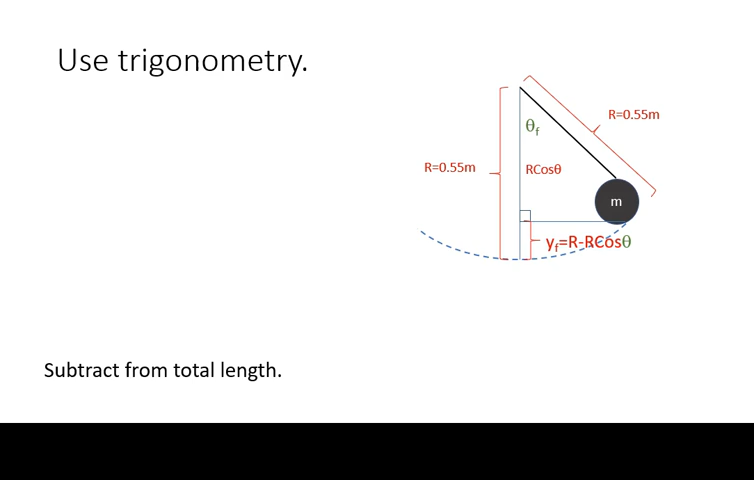 Use trigonometry.
R=0.55m
θf
R=0.55m
RCosθ
m
yf=R-RCosθ
Subtract from total length.